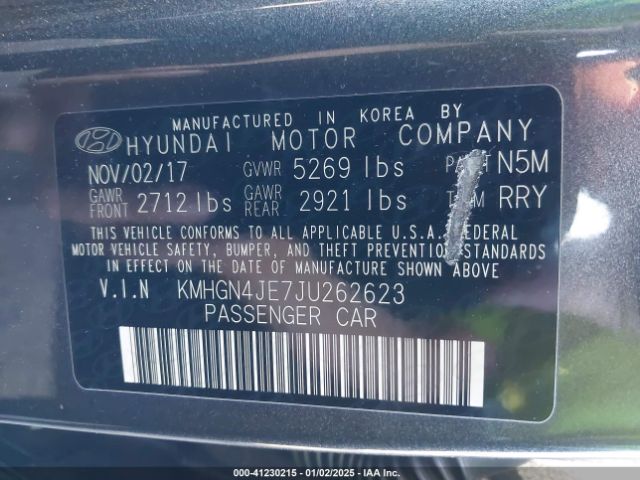 MANUFACTURED IN KOREA BY
HYUNDAI MOTOR COMPANY
NOV/02/17 GVWR 5269 lbs N5M
GAWR FRONT 2712 lbs GAWR REAR 2921 lbs RRY
THIS VEHICLE CONFORMS TO ALL APPLICABLE U.S.A. FEDERAL
MOTOR VEHICLE SAFETY, BUMPER, AND THEFT PREVENTION STANDARDS
IN EFFECT ON THE DATE OF MANUFACTURE SHOWN ABOVE
V.I.N KMHGN4JE7JU262623
PASSENGER CAR
000-41230215 - 01/02/2025 - IAA Inc.